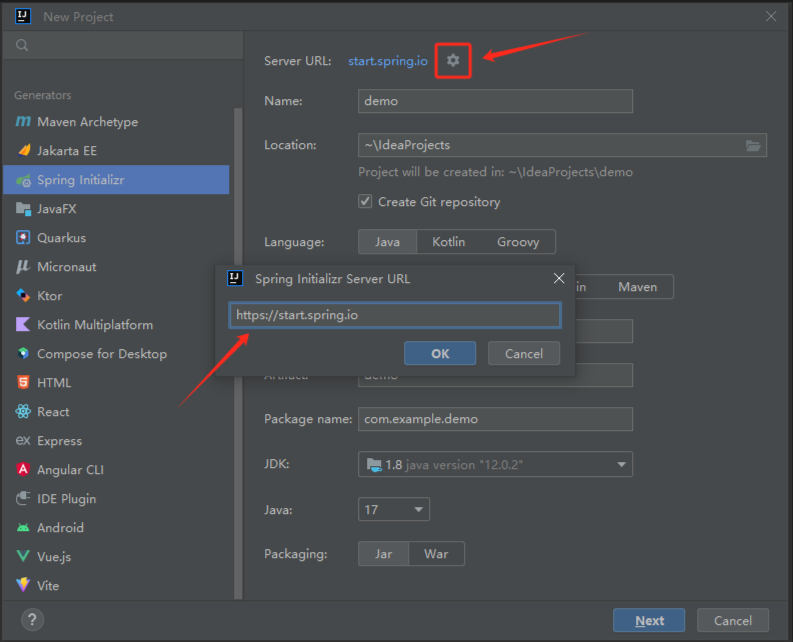 New Project
Server URL: start.spring.io
Generators
Name: demo
Maven Archetype
Jakarta EE
Location: ~\IdeaProjects
Project will be created in: ~\IdeaProjects\demo
Spring Initializr
JavaFX
Create Git repository
Quarkus
Language: Java Kotlin Groovy
Micronaut
Spring Initializr Server URL
in Maven
Ktor
https://start.spring.io
Kotlin Multiplatform
Compose for Desktop
OK Cancel
HTML
demo
React
Package name: com.example.demo
Express
Angular CLI
JDK: 1.8 java version "12.0.2"
IDE Plugin
Java: 17
Android
Vue.js
Packaging: Jar War
Vite
? Next Cancel